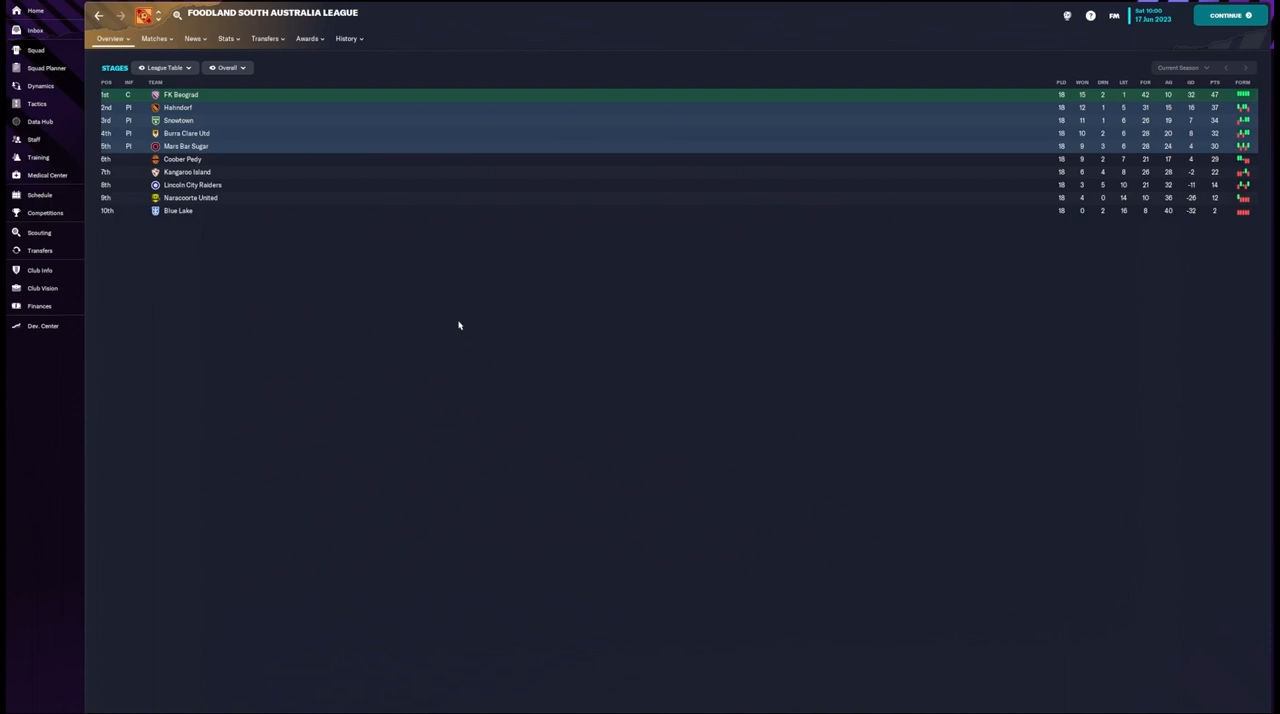 Home
FOODLAND SOUTH AUSTRALIA LEAGUE
FM
Sat 10:00
17 Jun 2023
CONTINUE
Overview Matches News Stats Transfers Awards History
Inbox
Squad
Squad Planner
Dynamics
Tactics
Data Hub
Staff
Training
Medical Center
Schedule
Competitions
Scouting
Transfers
Club Info
Club Vision
Finances
Dev. Center
STAGES League Table Overall Current Season
POS INF TEAM PLD WON DRN LST FOR AG GD PTS FORM
1st C FK Beograd 18 15 2 1 42 10 32 47
2nd Pl Hahndorf 18 12 1 5 31 15 16 37
3rd Pl Snowtown 18 11 1 6 26 19 7 34
4th Pl Burra Clare Utd 18 10 2 6 28 20 8 32
5th Pl Mars Bar Sugar 18 9 3 6 28 24 4 30
6th Coober Pedy 18 9 2 7 21 17 4 29
7th Kangaroo Island 18 6 4 8 26 28 -2 22
8th Lincoln City Raiders 18 3 5 10 21 32 -11 14
9th Naracoorte United 18 4 0 14 10 36 -26 12
10th Blue Lake 18 0 2 16 8 40 -32 2